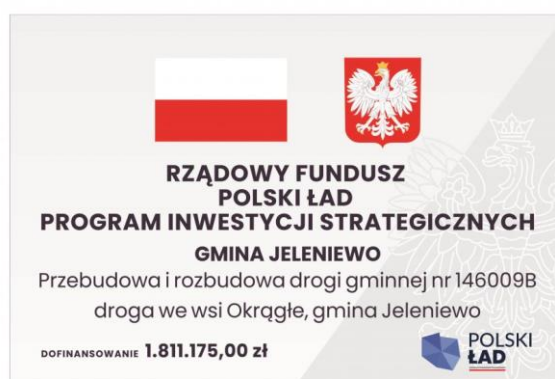 RZĄDOWY FUNDUSZ
POLSKI ŁAD
PROGRAM INWESTYCJI STRATEGICZNYCH
GMINA JELENIEWO
Przebudowa i rozbudowa drogi gminnej nr 146009B
droga we wsi Okrągłe, gmina Jeleniewo
DOFINANSOWANIE 1.811.175,00 zł
POLSKI
ŁAD